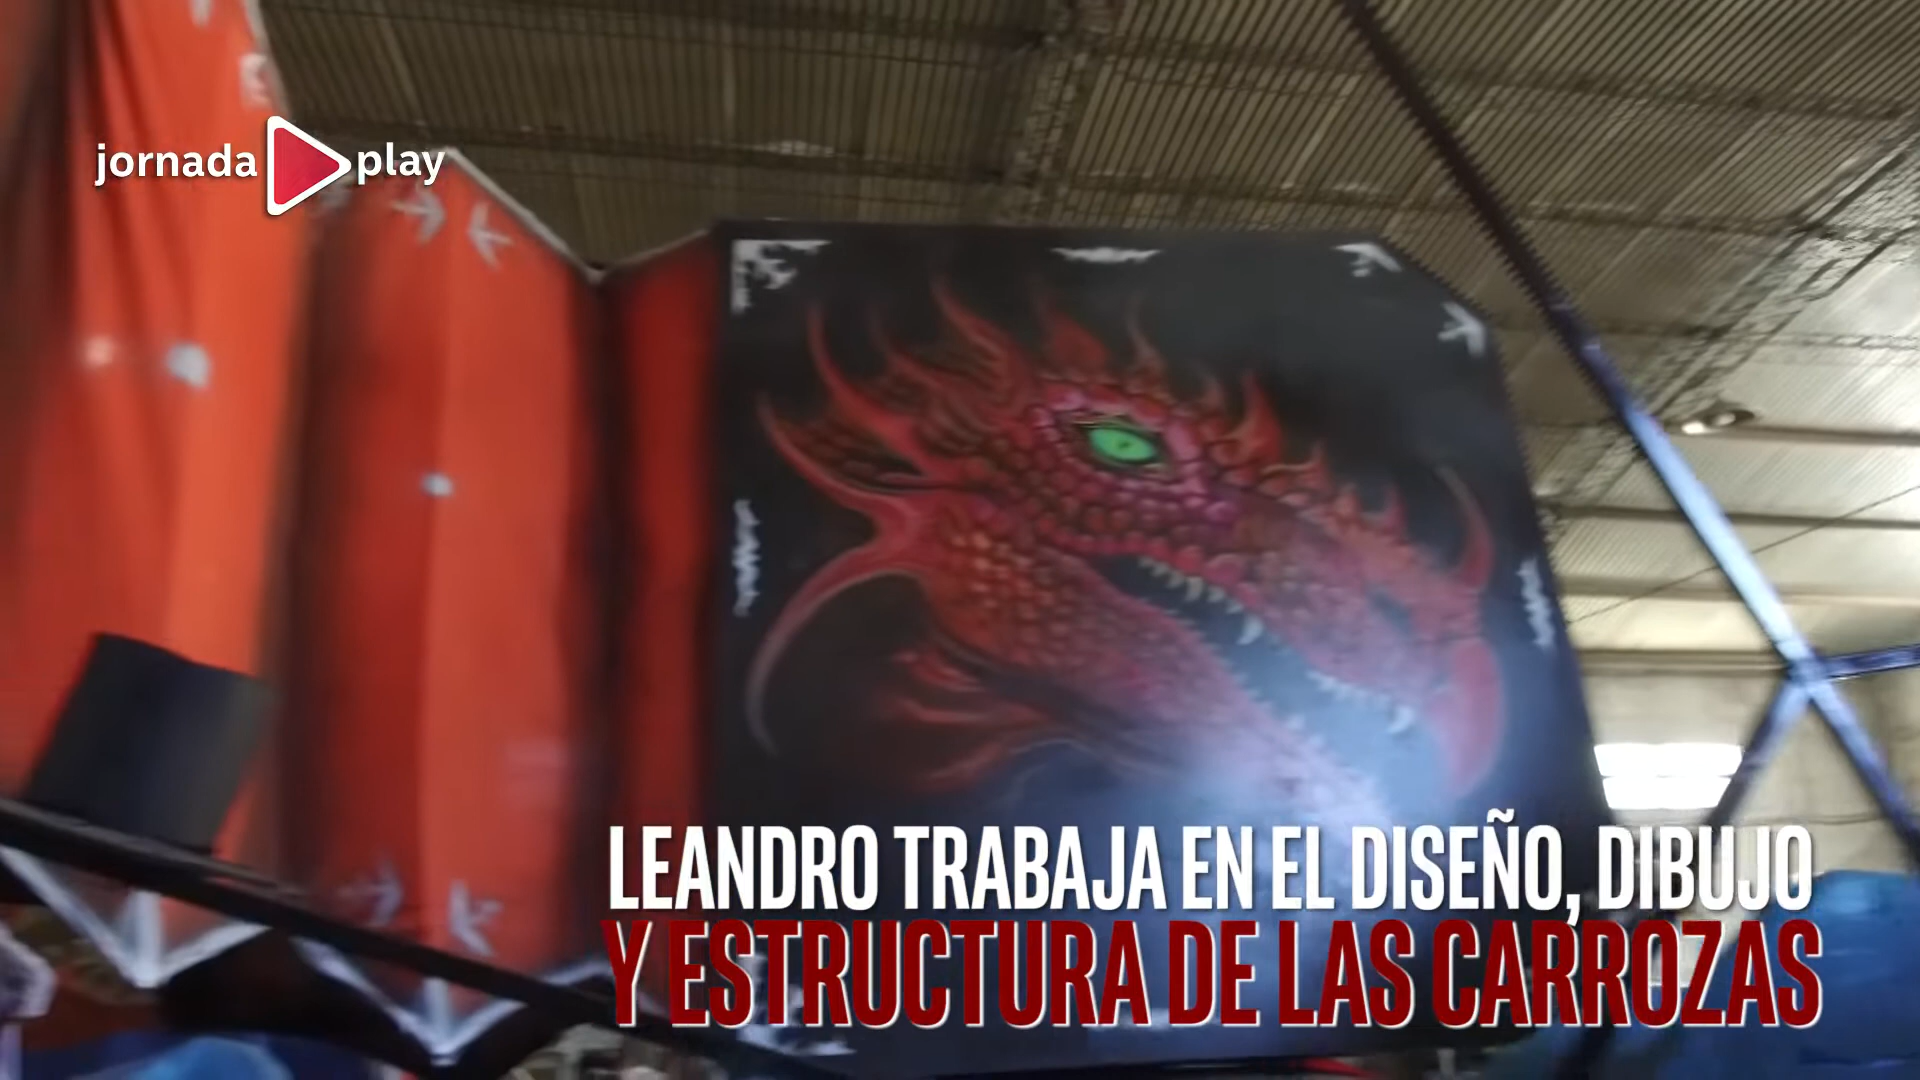 jornada play
LEANDRO TRABAJA EN EL DISEÑO, DIBUJO
Y ESTRUCTURA DE LAS CARROZAS